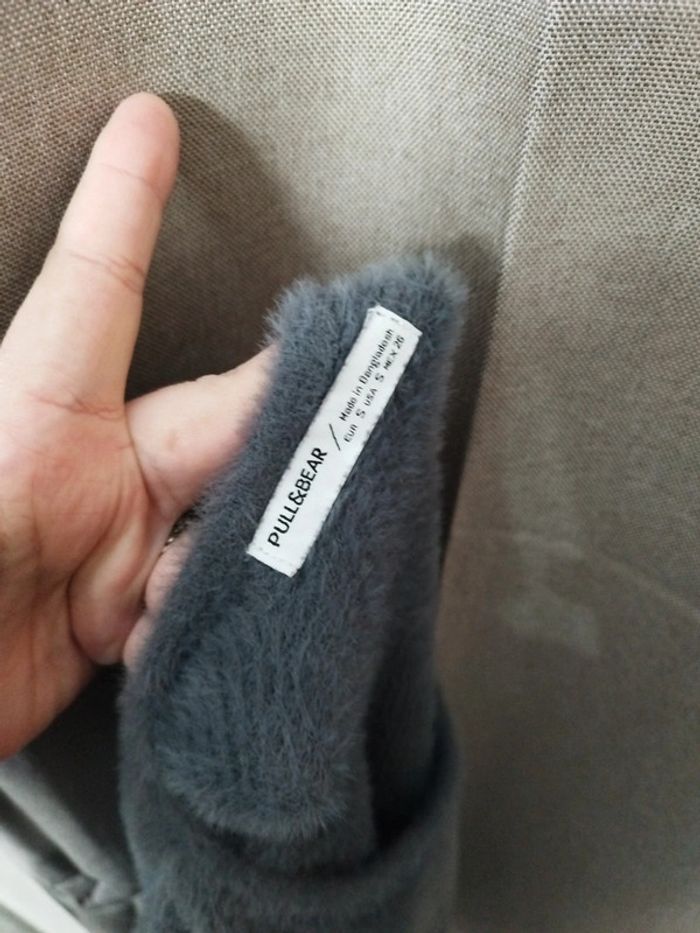 PULL&BEAR / Made in Bangladesh
EUR S USA S MEX 26